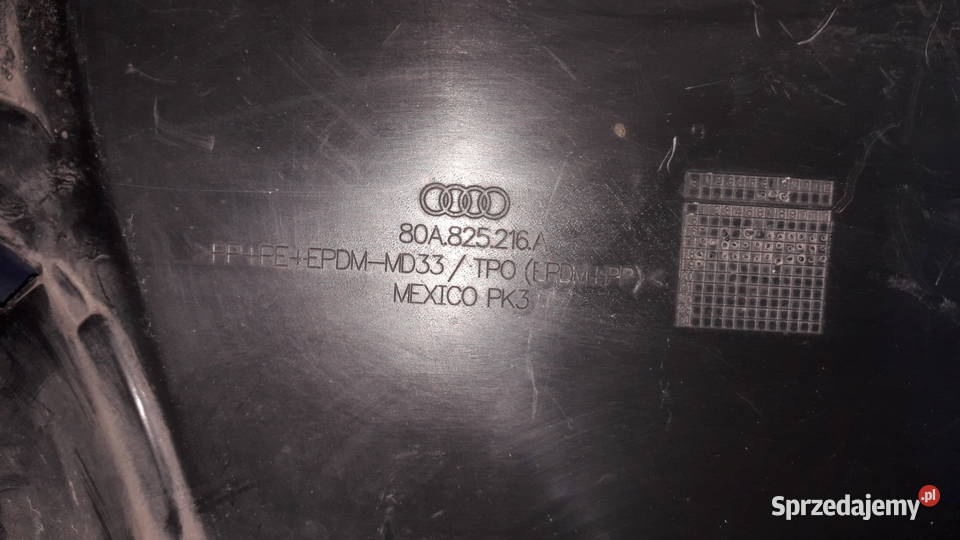 80A.825.216.A
PP+PE+EPDM-MD33 / TPO (EPDM+PP)<
MEXICO PK3
Sprzedajemy.pl